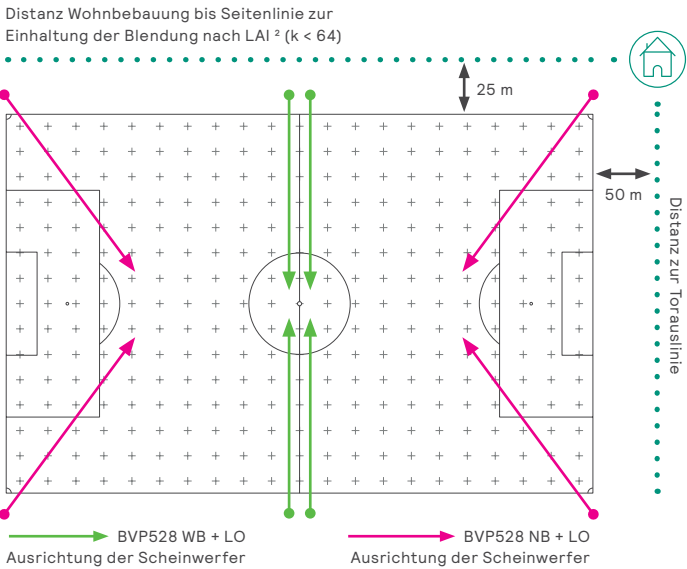 Distanz Wohnbebauung bis Seitenlinie zur
Einhaltung der Blendung nach LAI ² (k < 64)
25 m
50 m
Distanz zur Torauslinie
BVP528 WB + LO
Ausrichtung der Scheinwerfer
BVP528 NB + LO
Ausrichtung der Scheinwerfer